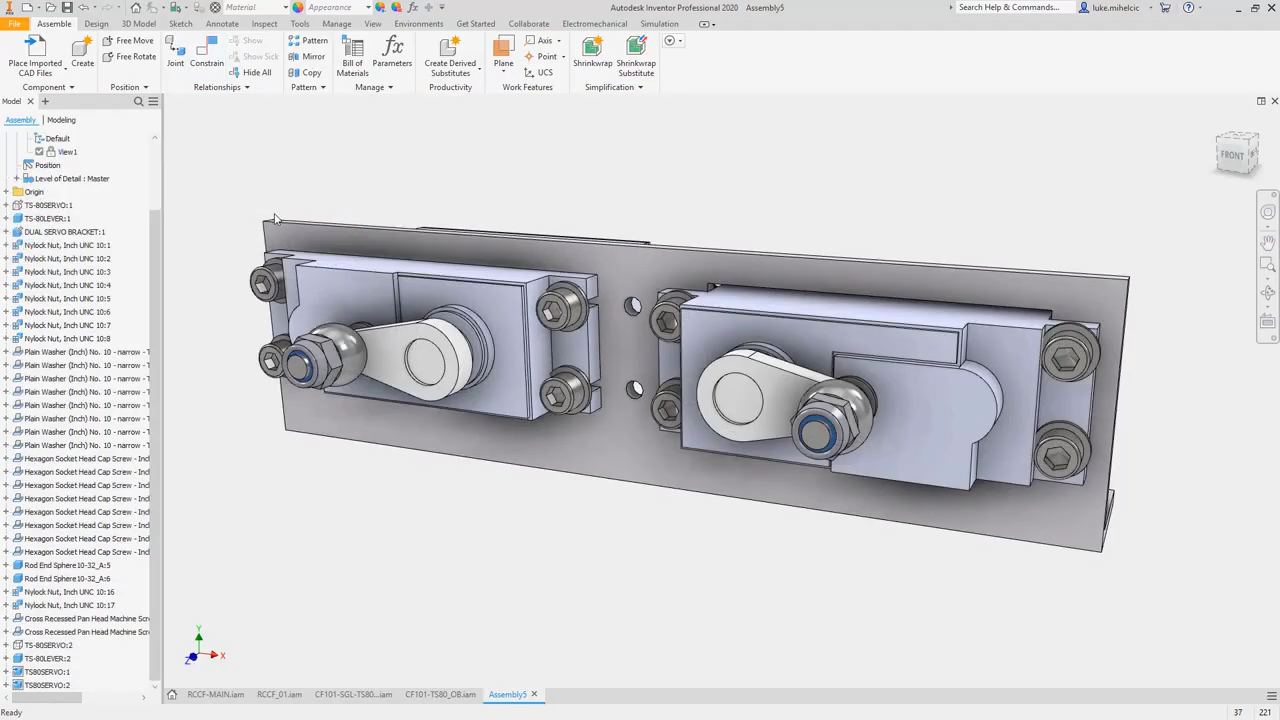 Material
Appearance
Autodesk Inventor Professional 2020 Assembly5
Search Help & Commands...
luke.mihelcic
File
Assemble
Design
3D Model
Sketch
Annotate
Inspect
Tools
Manage
View
Environments
Get Started
Collaborate
Electromechanical
Simulation
Place Imported
CAD Files
Create
Free Move
Free Rotate
Joint
Constrain
Show
Show Sick
Hide All
Pattern
Mirror
Copy
Bill of
Materials
fx
Parameters
Create Derived
Substitutes
Plane
Axis
Point
UCS
Shrinkwrap
Shrinkwrap
Substitute
Component
Position
Relationships
Pattern
Manage
Productivity
Work Features
Simplification
Model
Assembly
Modeling
Default
View1
Position
Level of Detail : Master
Origin
TS-80SERVO:1
TS-80LEVER:1
DUAL SERVO BRACKET:1
Nylock Nut, Inch UNC 10:1
Nylock Nut, Inch UNC 10:2
Nylock Nut, Inch UNC 10:3
Nylock Nut, Inch UNC 10:4
Nylock Nut, Inch UNC 10:5
Nylock Nut, Inch UNC 10:6
Nylock Nut, Inch UNC 10:7
Nylock Nut, Inch UNC 10:8
Plain Washer (Inch) No. 10 - narrow - T
Plain Washer (Inch) No. 10 - narrow - T
Plain Washer (Inch) No. 10 - narrow - T
Plain Washer (Inch) No. 10 - narrow - T
Plain Washer (Inch) No. 10 - narrow - T
Plain Washer (Inch) No. 10 - narrow - T
Plain Washer (Inch) No. 10 - narrow - T
Plain Washer (Inch) No. 10 - narrow - T
Hexagon Socket Head Cap Screw - Incl
Hexagon Socket Head Cap Screw - Incl
Hexagon Socket Head Cap Screw - Incl
Hexagon Socket Head Cap Screw - Incl
Hexagon Socket Head Cap Screw - Incl
Hexagon Socket Head Cap Screw - Incl
Hexagon Socket Head Cap Screw - Incl
Hexagon Socket Head Cap Screw - Incl
Rod End Sphere10-32_A:5
Rod End Sphere10-32_A:6
Nylock Nut, Inch UNC 10:16
Nylock Nut, Inch UNC 10:17
Cross Recessed Pan Head Machine Scr
Cross Recessed Pan Head Machine Scr
TS-80SERVO:2
TS-80LEVER:2
TS80SERVO:1
TS80SERVO:2
FRONT
Y
X
Z
RCCF-MAIN.iam
RCCF_01.iam
CF101-SGL-TS80....iam
CF101-TS80_OB.iam
Assembly5
Ready
37
221